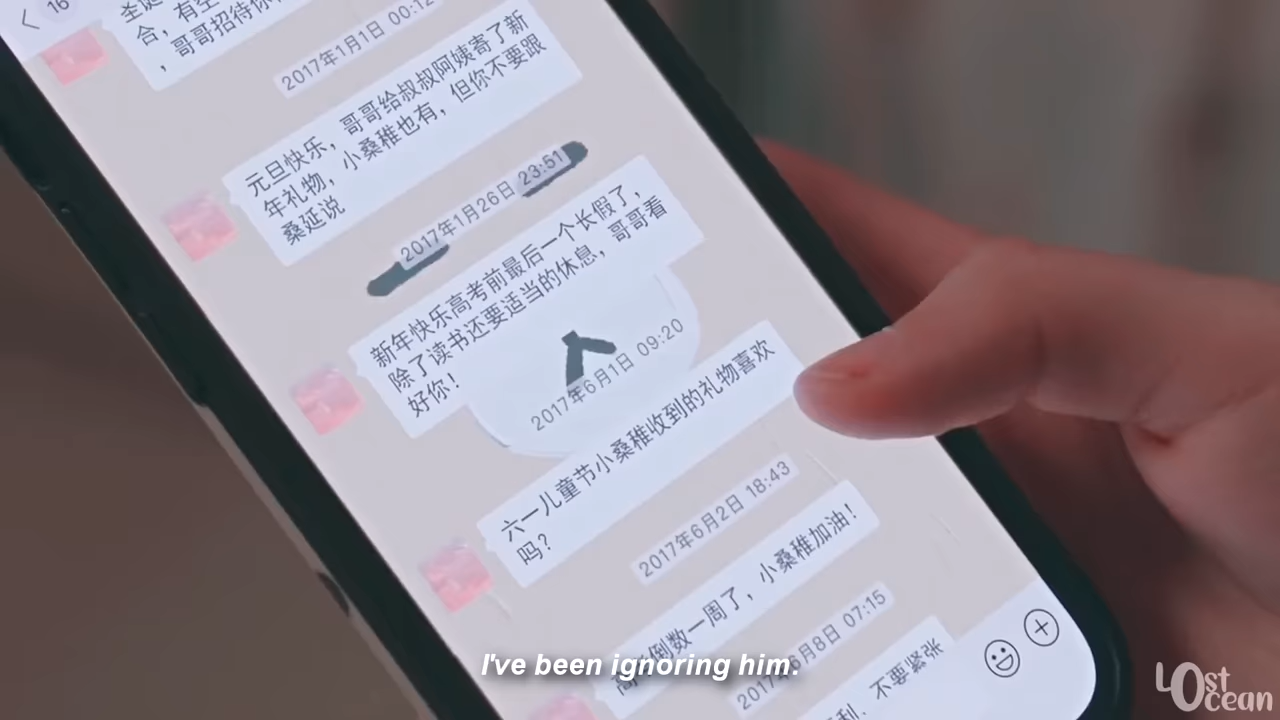 16
圣诞
合，有空
，哥哥招待你
2017年1月1日 00:12
元旦快乐，哥哥给叔叔阿姨寄了新
年礼物，小桑稚也有，但你不要跟
桑延说
2017年1月26日 23:51
新年快乐高考前最后一个长假了，
除了读书还要适当的休息，哥哥看
好你！
2017年6月1日 09:20
六一儿童节小桑稚收到的礼物喜欢
吗？
2017年6月2日 18:43
倒数一周了，小桑稚加油！
2017年6月8日 07:15
利，不要紧张
I've been ignoring him.
LOst
Ocean